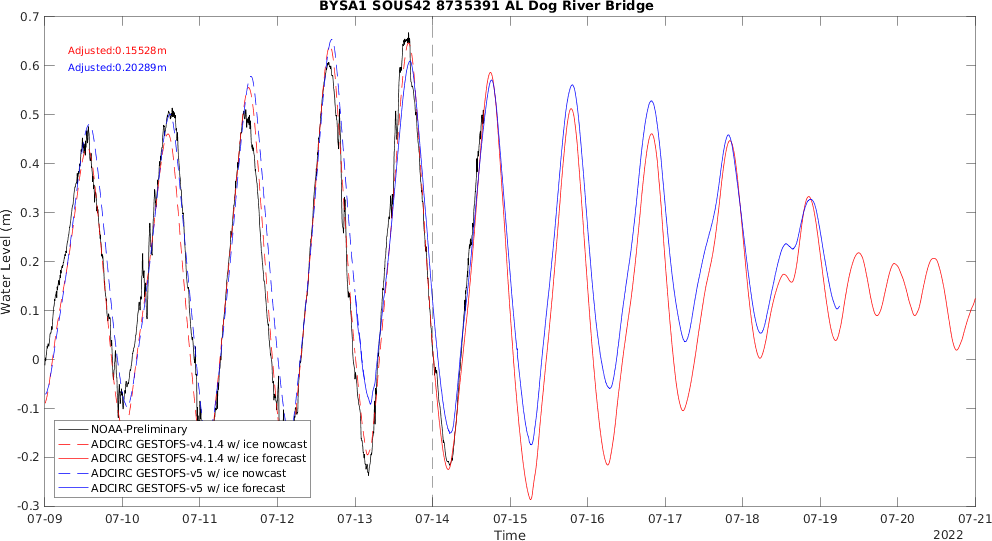 BYSA1 SOUS42 8735391 AL Dog River Bridge
0.7
Adjusted:0.15528m
0.6
Adjusted:0.20289m
0.5
0.4
0.3
0.2
0.1
0
-0.1
-0.2
-0.3
Water Level (m)
NOAA-Preliminary
ADCIRC GESTOFS-v4.1.4 w/ ice nowcast
ADCIRC GESTOFS-v4.1.4 w/ ice forecast
ADCIRC GESTOFS-v5 w/ ice nowcast
ADCIRC GESTOFS-v5 w/ ice forecast
07-09 07-10 07-11 07-12 07-13 07-14 07-15 07-16 07-17 07-18 07-19 07-20 07-21
Time
2022